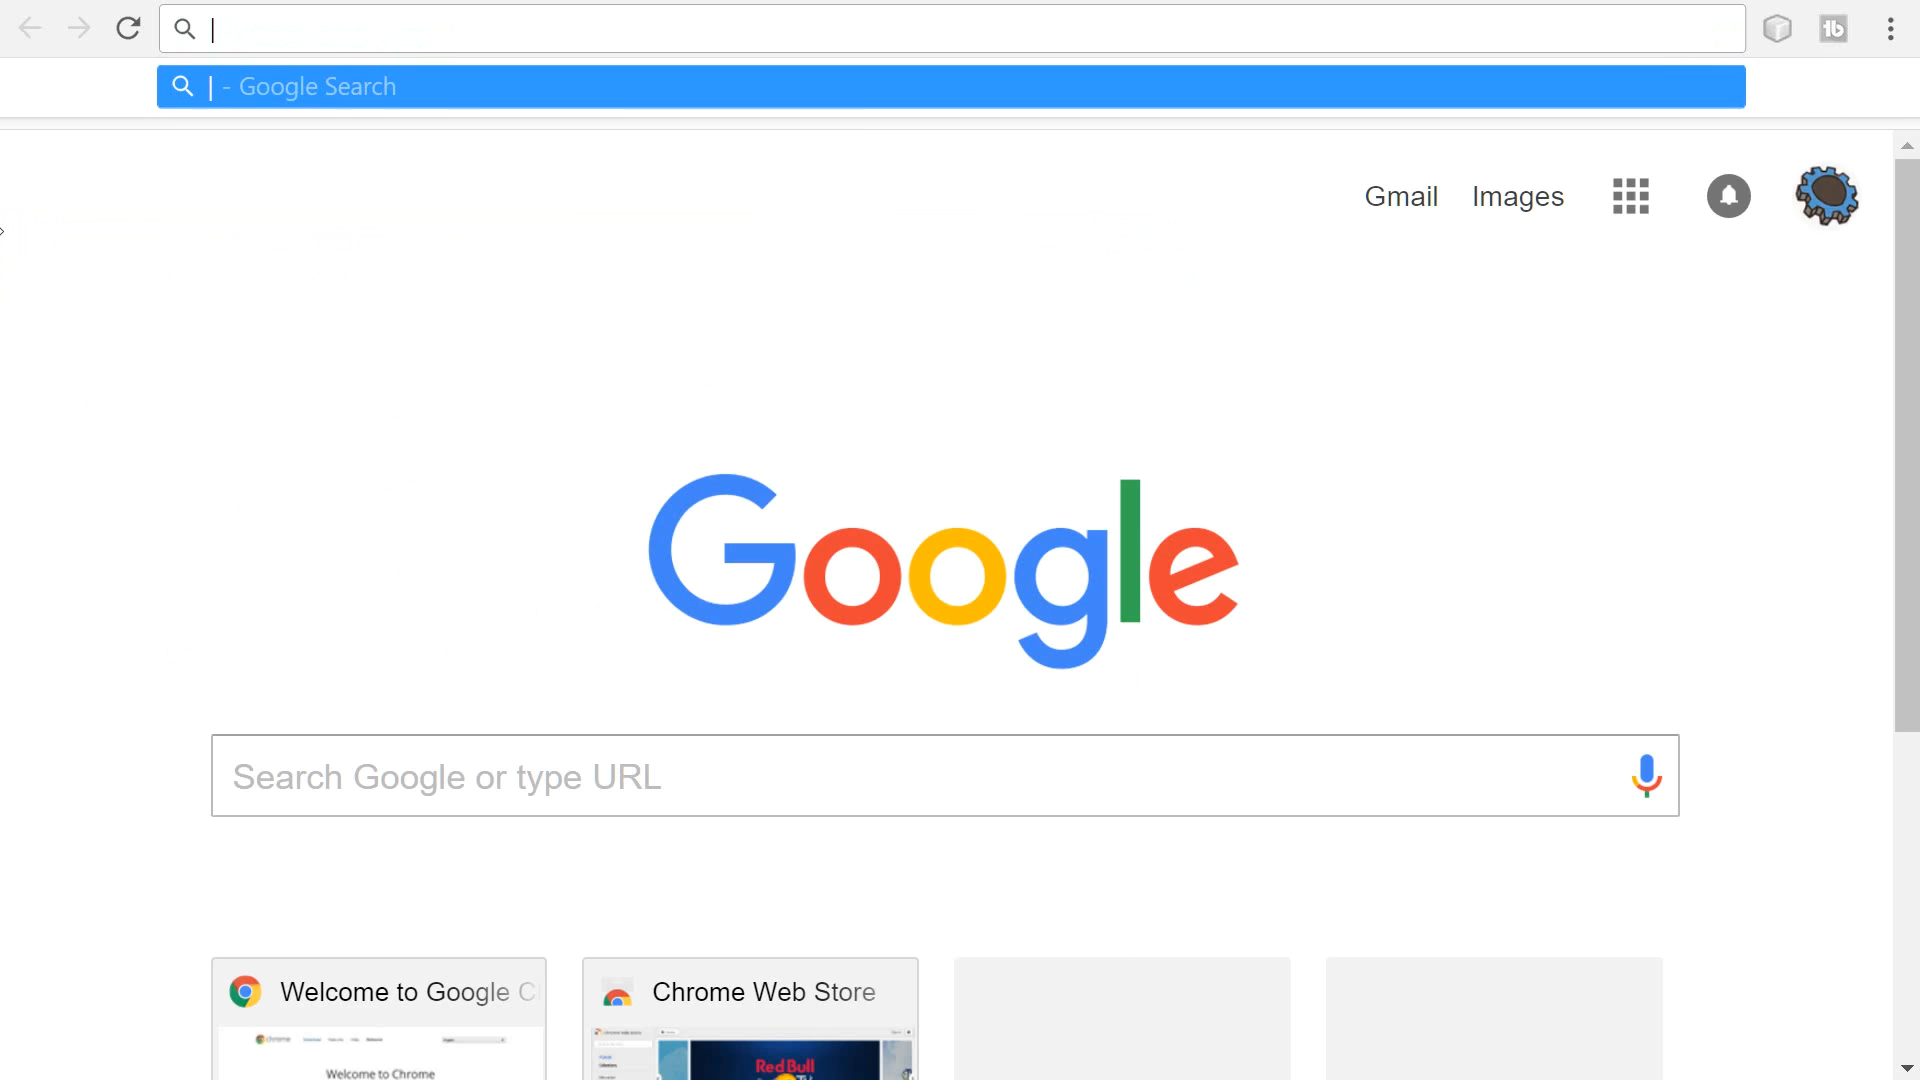 | - Google Search
Gmail Images
Google
Search Google or type URL
Welcome to Google C
Chrome Web Store
chrome
Red Bull
Welcome to Chrome